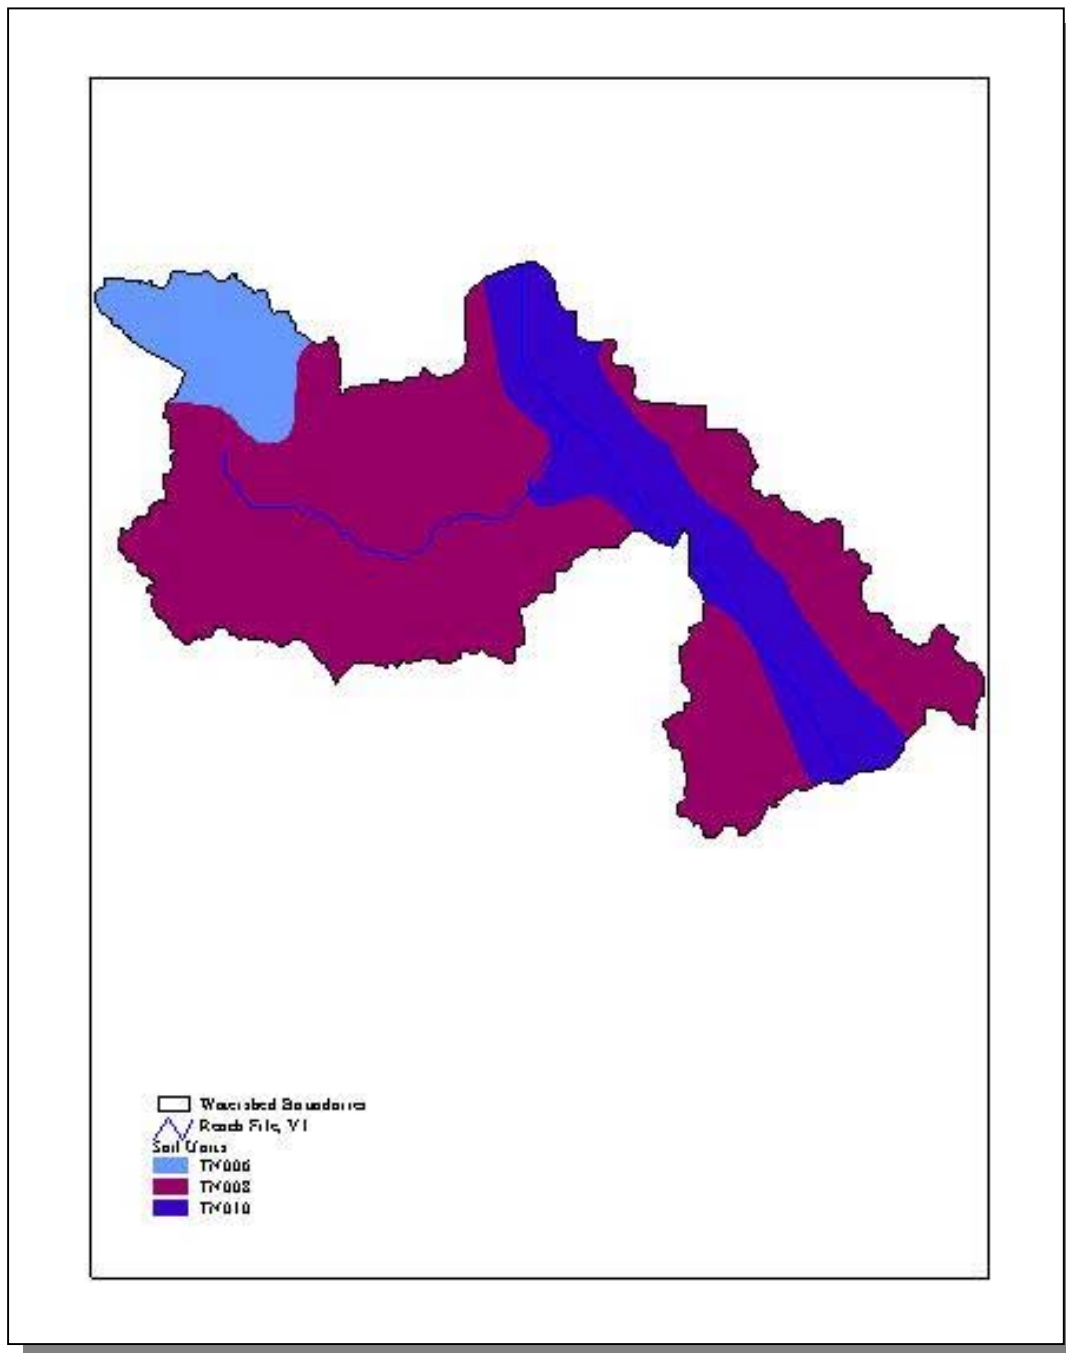 Watershed Boundaries
Reach File, V1
Soil Units
TN006
TN008
TN010